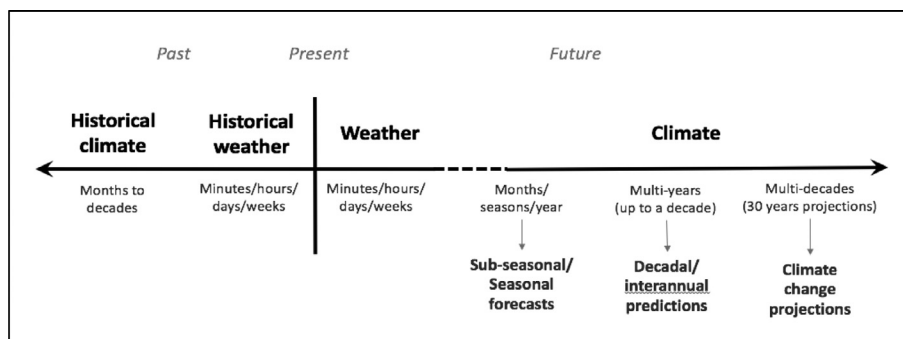 Past
Present
Future
Historical
climate
Historical
weather
Weather
Climate
Months to
decades
Minutes/hours/
days/weeks
Minutes/hours/
days/weeks
Months/
seasons/year
Multi-years
(up to a decade)
Multi-decades
(30 years projections)
Sub-seasonal/
Seasonal
forecasts
Decadal/
interannual
predictions
Climate
change
projections